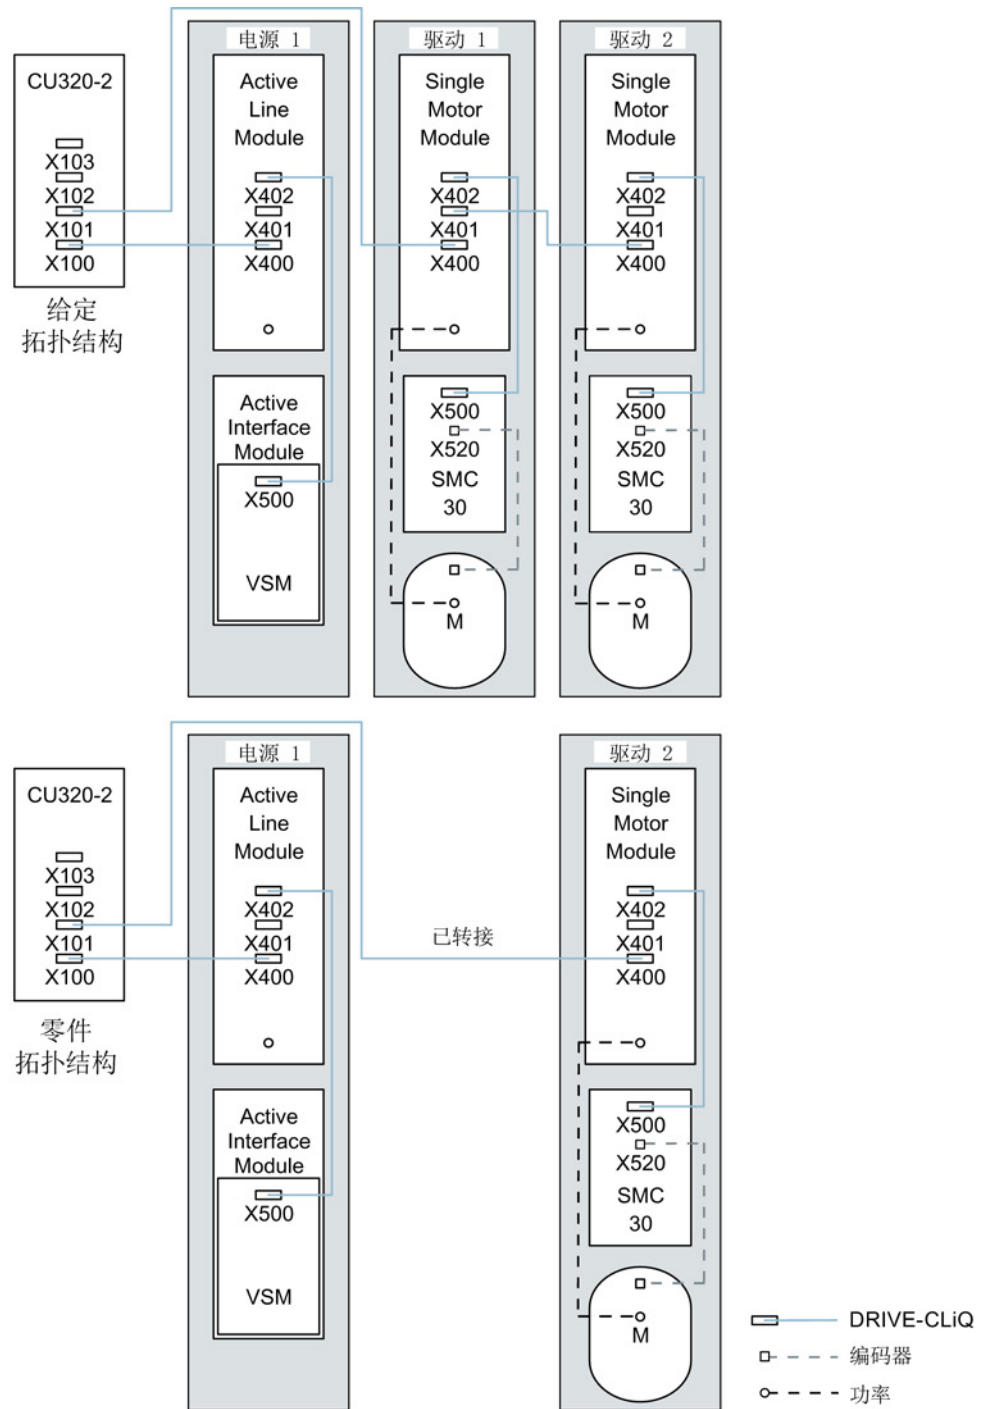 电源 1
驱动 1
驱动 2
CU320-2
X103
X102
X101
X100
给定
拓扑结构
Active
Line
Module
X402
X401
X400
Active
Interface
Module
X500
VSM
Single
Motor
Module
X402
X401
X400
X500
X520
SMC
30
M
Single
Motor
Module
X402
X401
X400
X500
X520
SMC
30
M
电源 1
驱动 2
CU320-2
X103
X102
X101
X100
零件
拓扑结构
Active
Line
Module
X402
X401
X400
Active
Interface
Module
X500
VSM
已转接
Single
Motor
Module
X402
X401
X400
X500
X520
SMC
30
M
DRIVE-CLiQ
编码器
功率